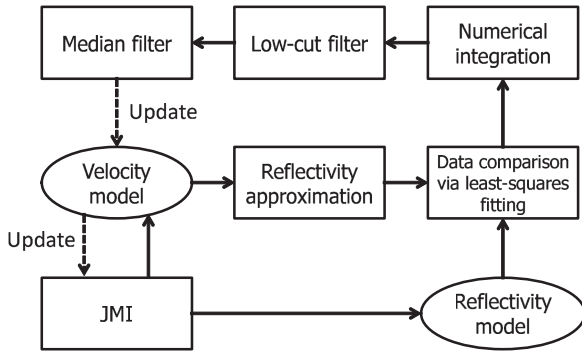 Median filter
Low-cut filter
Numerical
integration
Update
Velocity
model
Reflectivity
approximation
Data comparison
via least-squares
fitting
Update
JMI
Reflectivity
model